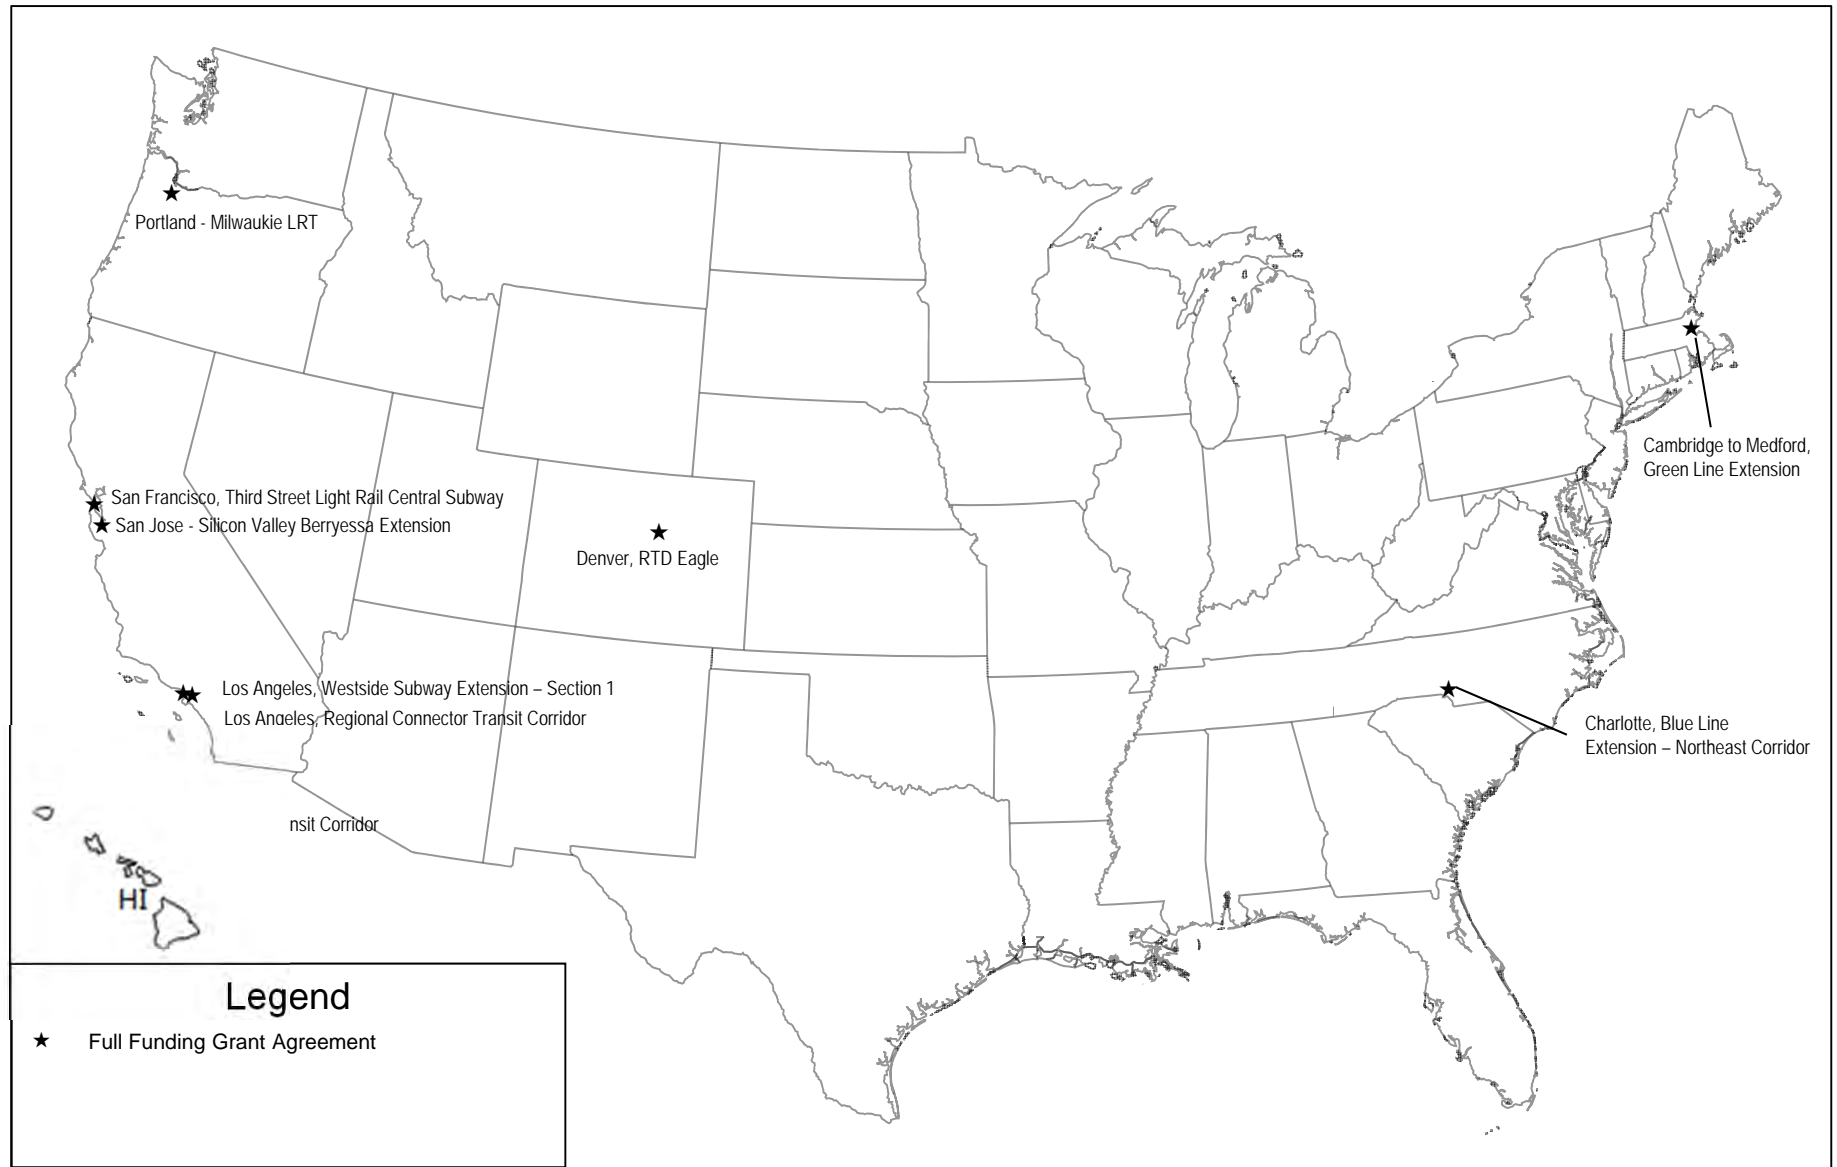 Portland - Milwaukie LRT
Cambridge to Medford,
Green Line Extension
San Francisco, Third Street Light Rail Central Subway
San Jose - Silicon Valley Berryessa Extension
Denver, RTD Eagle
Los Angeles, Westside Subway Extension – Section 1
Los Angeles, Regional Connector Transit Corridor
Charlotte, Blue Line
Extension – Northeast Corridor
nsit Corridor
HI
Legend
★ Full Funding Grant Agreement